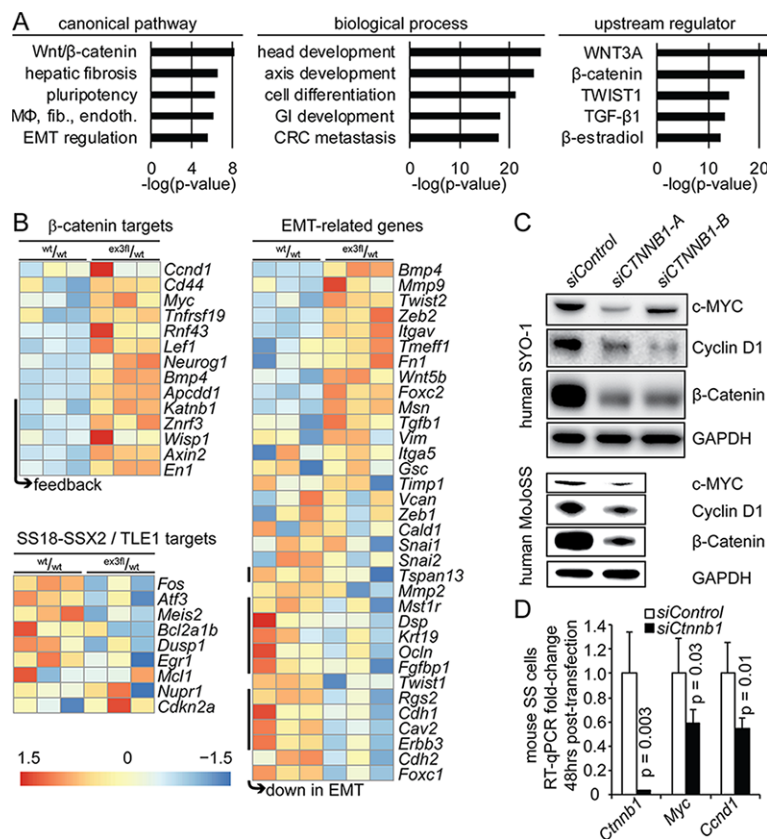 A
canonical pathway
Wnt/β-catenin
hepatic fibrosis
pluripotency
MΦ, fib., endoth.
EMT regulation
0 4 8
-log(p-value)
biological process
head development
axis development
cell differentiation
GI development
CRC metastasis
0 10 20
-log(p-value)
upstream regulator
WNT3A
β-catenin
TWIST1
TGF-β1
β-estradiol
0 10 20
-log(p-value)
B
β-catenin targets
wt/wt ex3fl/wt
Ccnd1
Cd44
Myc
Tnfrsf19
Rnf43
Lef1
Neurog1
Bmp4
Apcdd1
Katnb1
Znrf3
Wisp1
Axin2
En1
feedback
SS18-SSX2 / TLE1 targets
wt/wt ex3fl/wt
Fos
Atf3
Meis2
Bcl2a1b
Dusp1
Egr1
Mcl1
Nupr1
Cdkn2a
1.5 0 −1.5
EMT-related genes
wt/wt ex3fl/wt
Bmp4
Mmp9
Twist2
Zeb2
Itgav
Tmeff1
Fn1
Wnt5b
Foxc2
Msn
Tgfb1
Vim
Itga5
Gsc
Timp1
Vcan
Zeb1
Cald1
Snai1
Snai2
Tspan13
Mmp2
Mst1r
Dsp
Krt19
Ocln
Fgfbp1
Twist1
Rgs2
Cdh1
Cav2
Erbb3
Cdh2
Foxc1
down in EMT
C
siControl
siCTNNB1-A
siCTNNB1-B
human SYO-1
c-MYC
Cyclin D1
β-Catenin
GAPDH
human MoJoSS
c-MYC
Cyclin D1
β-Catenin
GAPDH
D
siControl
siCtnnb1
mouse SS cells
RT-qPCR fold-change
48hrs post-transfection
1.4
1.2
1.0
0.8
0.6
0.4
0.2
0
p = 0.003
p = 0.03
p = 0.01
Ctnnb1
Myc
Ccnd1